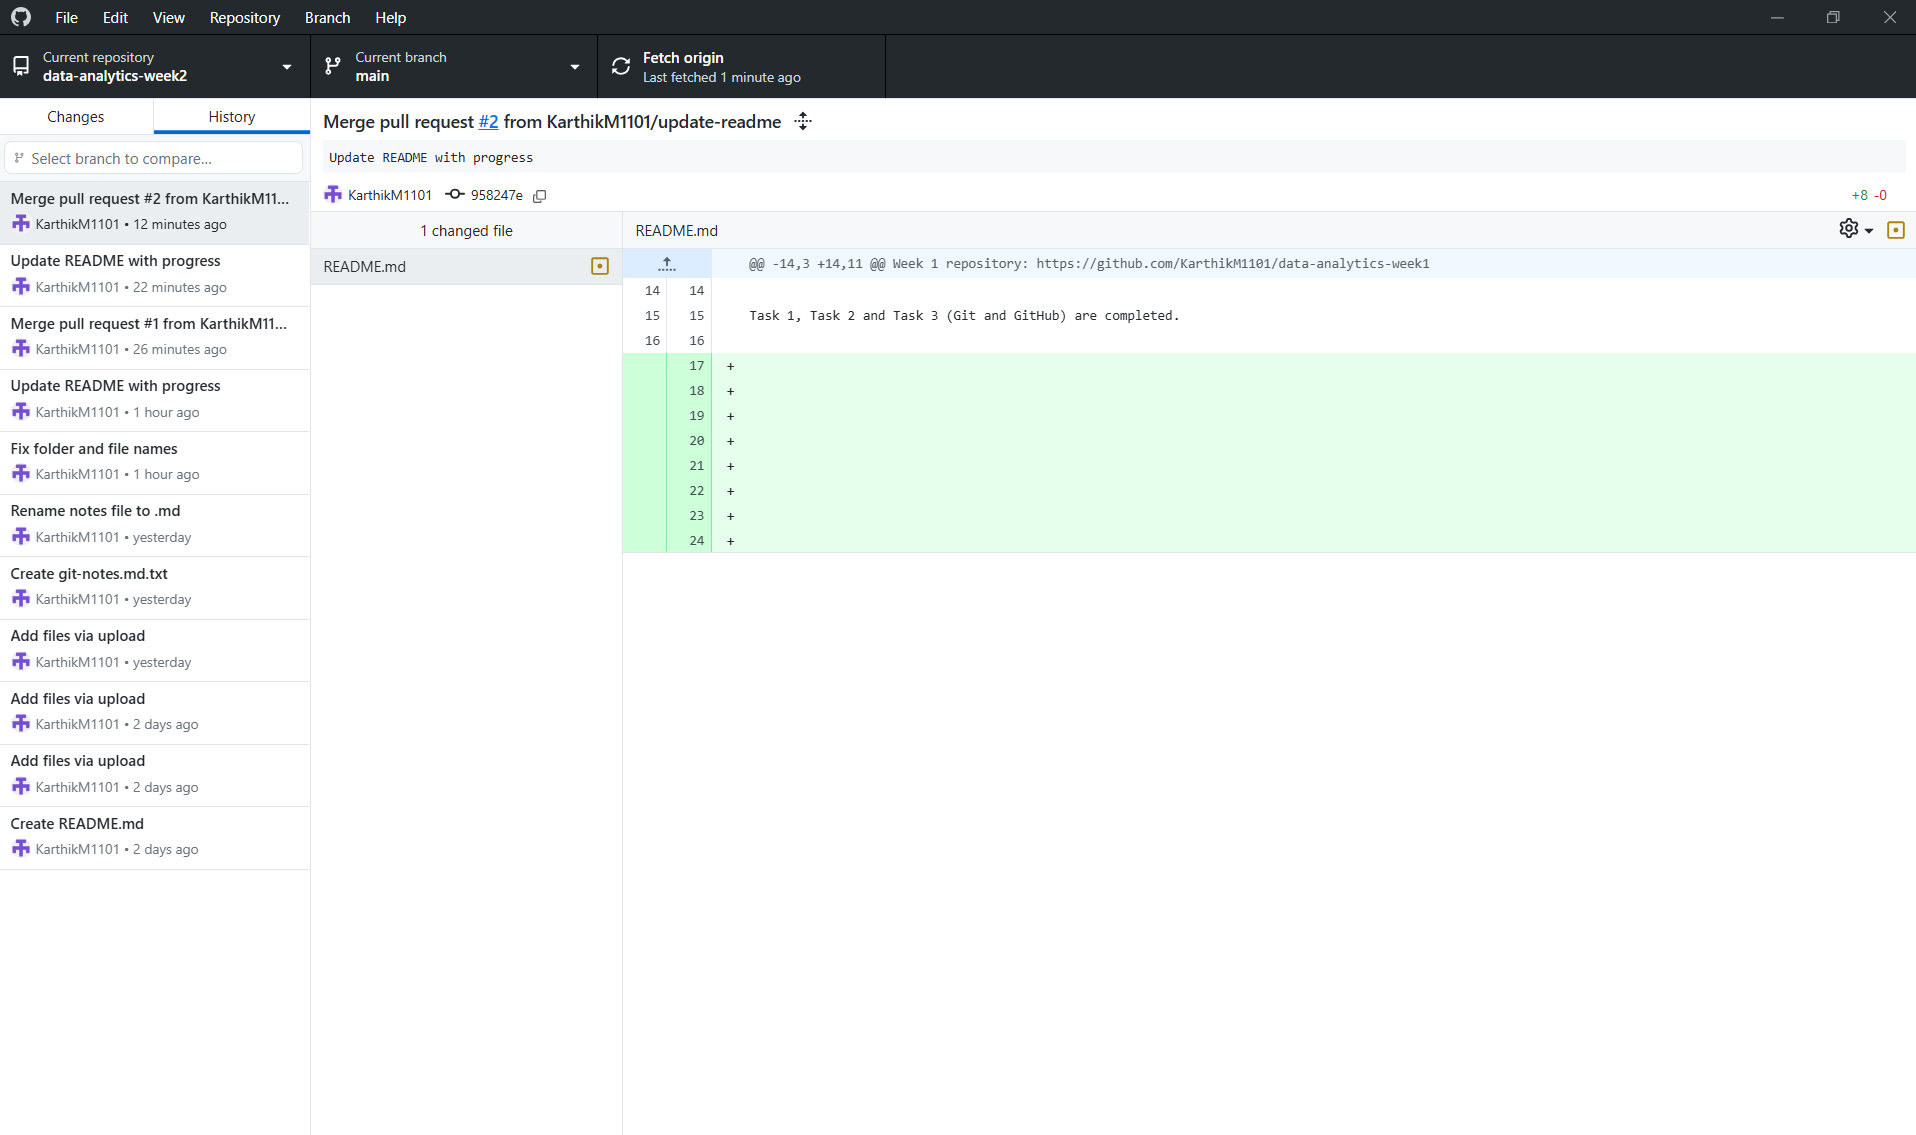 File Edit View Repository Branch Help
Current repository
data-analytics-week2
Current branch
main
Fetch origin
Last fetched 1 minute ago
Changes History
Select branch to compare...
Merge pull request #2 from KarthikM11...
KarthikM1101 • 12 minutes ago
Update README with progress
KarthikM1101 • 22 minutes ago
Merge pull request #1 from KarthikM11...
KarthikM1101 • 26 minutes ago
Update README with progress
KarthikM1101 • 1 hour ago
Fix folder and file names
KarthikM1101 • 1 hour ago
Rename notes file to .md
KarthikM1101 • yesterday
Create git-notes.md.txt
KarthikM1101 • yesterday
Add files via upload
KarthikM1101 • yesterday
Add files via upload
KarthikM1101 • 2 days ago
Add files via upload
KarthikM1101 • 2 days ago
Create README.md
KarthikM1101 • 2 days ago
Merge pull request #2 from KarthikM1101/update-readme
Update README with progress
KarthikM1101 958247e +8 -0
1 changed file
README.md
README.md
@@ -14,3 +14,11 @@ Week 1 repository: https://github.com/KarthikM1101/data-analytics-week1
14 14
15 15 Task 1, Task 2 and Task 3 (Git and GitHub) are completed.
16 16
17 +
18 +
19 +
20 +
21 +
22 +
23 +
24 +